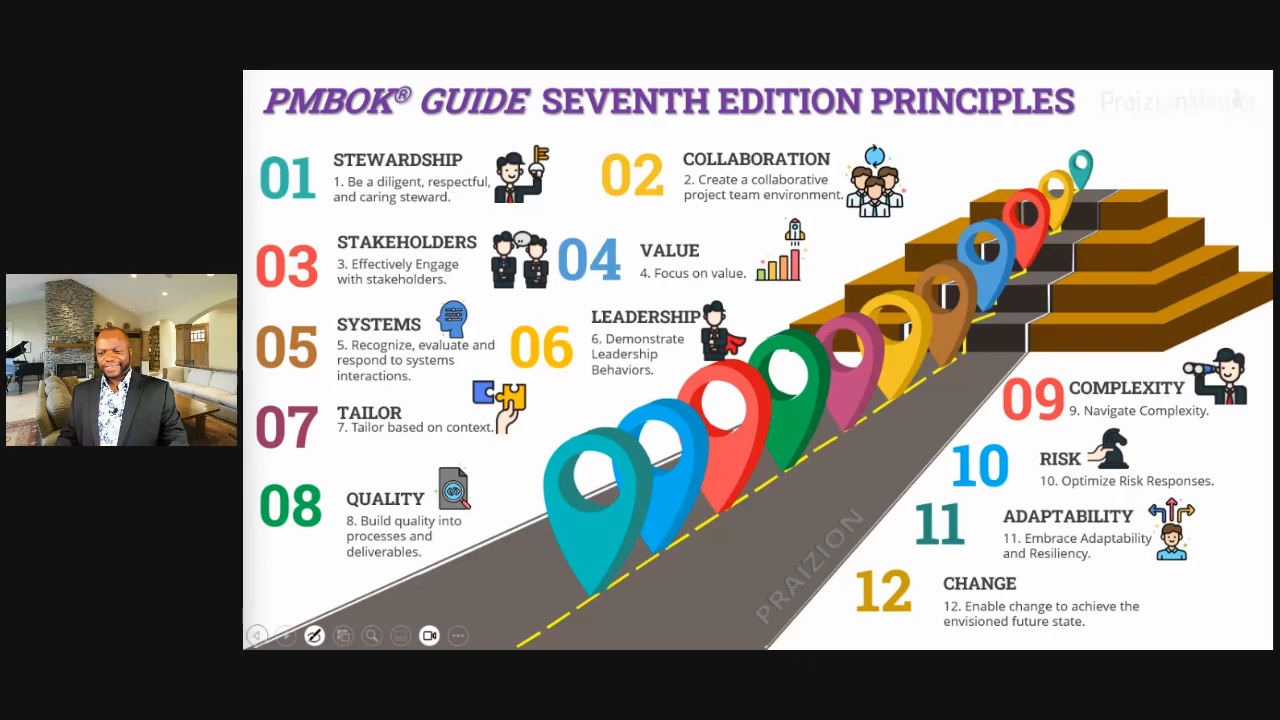 PMBOK® GUIDE SEVENTH EDITION PRINCIPLES
01
STEWARDSHIP
1. Be a diligent, respectful,
and caring steward.
02
COLLABORATION
2. Create a collaborative
project team environment.
03
STAKEHOLDERS
3. Effectively Engage
with stakeholders.
04
VALUE
4. Focus on value.
05
SYSTEMS
5. Recognize, evaluate and
respond to systems
interactions.
06
LEADERSHIP
6. Demonstrate
Leadership
Behaviors.
07
TAILOR
7. Tailor based on context.
08
QUALITY
8. Build quality into
processes and
deliverables.
09
COMPLEXITY
9. Navigate Complexity.
10
RISK
10. Optimize Risk Responses.
11
ADAPTABILITY
11. Embrace Adaptability
and Resiliency.
12
CHANGE
12. Enable change to achieve the
envisioned future state.
PRAIZION